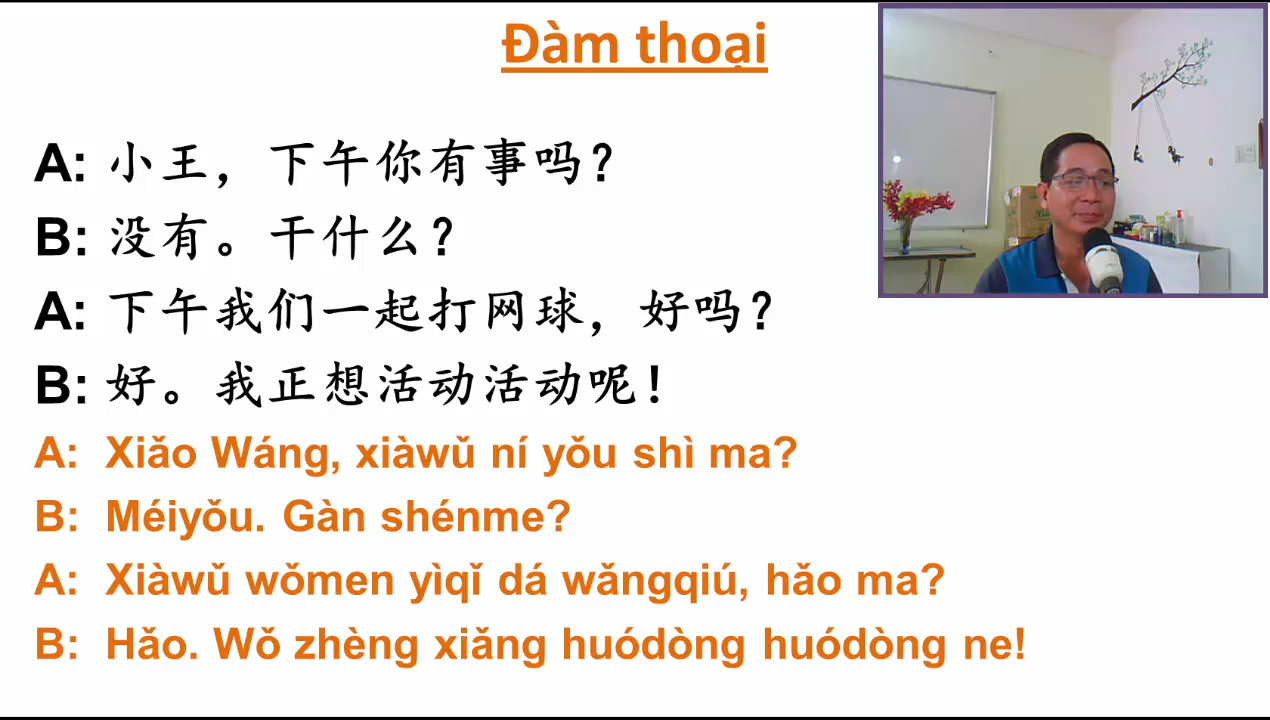 Đàm thoại
A: 小王，下午你有事吗？
B: 没有。干什么？
A: 下午我们一起打网球，好吗？
B: 好。我正想活动活动呢！
A: Xiǎo Wáng, xiàwǔ ní yǒu shì ma?
B: Méiyǒu. Gàn shénme?
A: Xiàwǔ wǒmen yìqǐ dá wǎngqiú, hǎo ma?
B: Hǎo. Wǒ zhèng xiǎng huódòng huódòng ne!